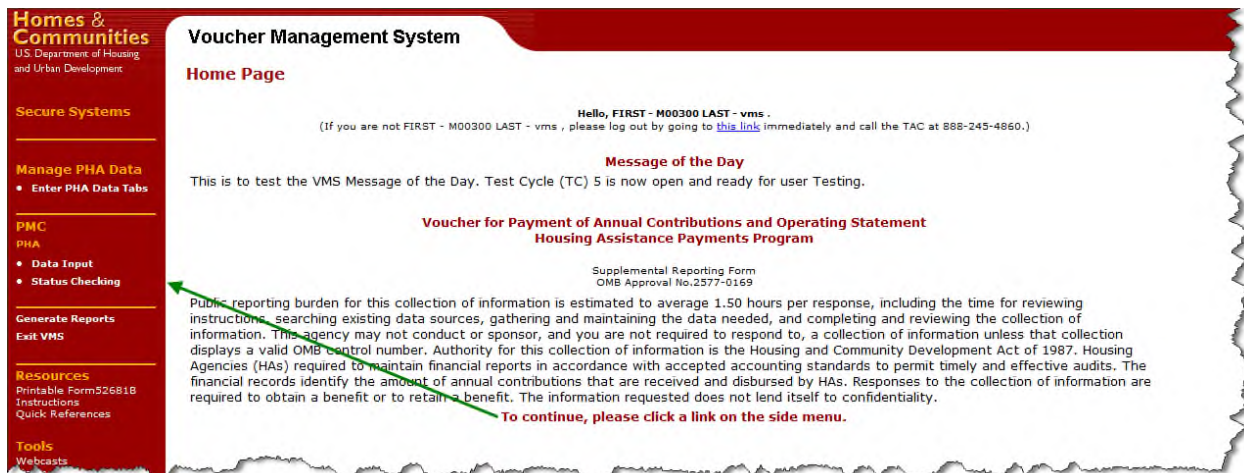 Homes &
Communities
U.S. Department of Housing
and Urban Development
Secure Systems
Manage PHA Data
• Enter PHA Data Tabs
PMC
PHA
• Data Input
• Status Checking
Generate Reports
Exit VMS
Resources
Printable Form52681B
Instructions
Quick References
Tools
Webcasts
Voucher Management System
Home Page
Hello, FIRST - M00300 LAST - vms .
(If you are not FIRST - M00300 LAST - vms , please log out by going to this link immediately and call the TAC at 888-245-4860.)
Message of the Day
This is to test the VMS Message of the Day. Test Cycle (TC) 5 is now open and ready for user Testing.
Voucher for Payment of Annual Contributions and Operating Statement
Housing Assistance Payments Program
Supplemental Reporting Form
OMB Approval No.2577-0169
Public reporting burden for this collection of information is estimated to average 1.50 hours per response, including the time for reviewing
instructions, searching existing data sources, gathering and maintaining the data needed, and completing and reviewing the collection of
information. This agency may not conduct or sponsor, and you are not required to respond to, a collection of information unless that collection
displays a valid OMB control number. Authority for this collection of information is the Housing and Community Development Act of 1987. Housing
Agencies (HAs) required to maintain financial reports in accordance with accepted accounting standards to permit timely and effective audits. The
financial records identify the amount of annual contributions that are received and disbursed by HAs. Responses to the collection of information are
required to obtain a benefit or to retain a benefit. The information requested does not lend itself to confidentiality.
To continue, please click a link on the side menu.